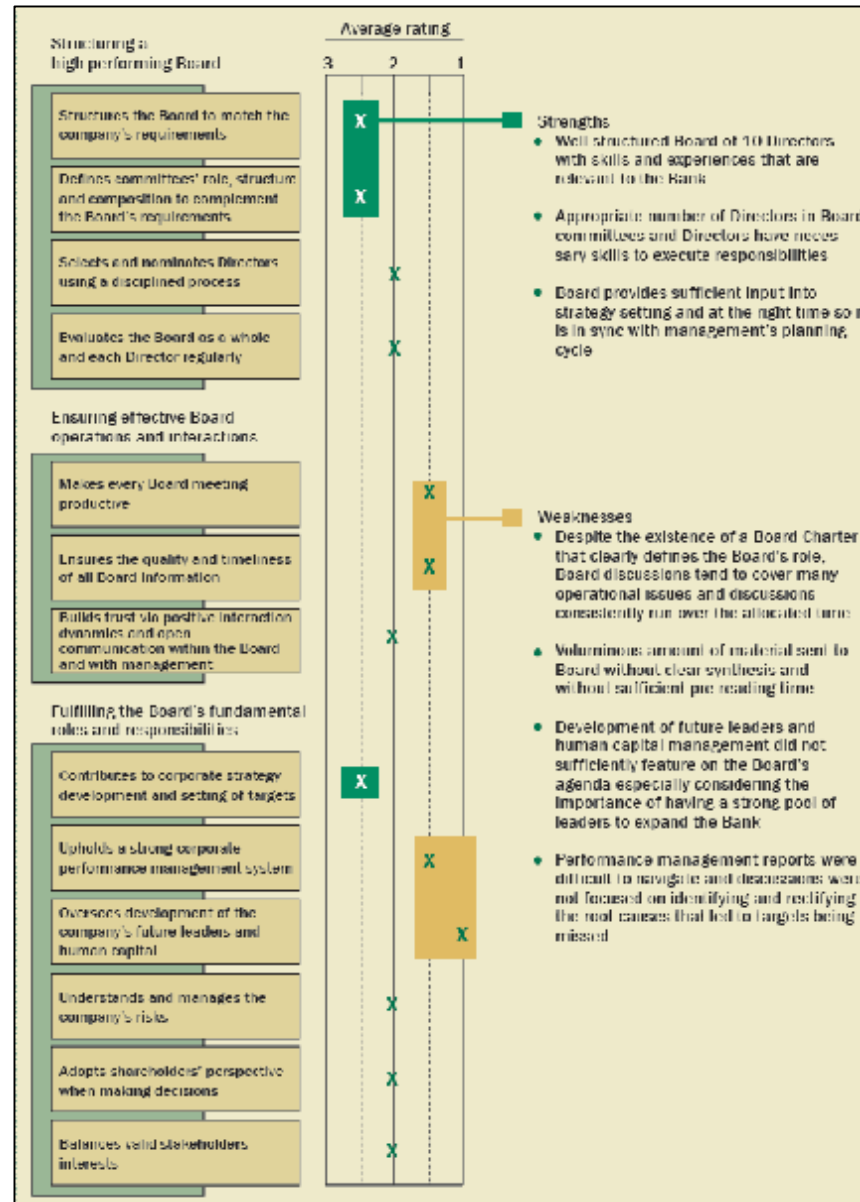 Average rating
3 2 1
Structuring a
high performing Board
Structures the Board to match the
company's requirements
X
Defines committees' role, structure
and composition to complement
the Board's requirements
X
Selects and nominates Directors
using a disciplined process
X
Evaluates the Board as a whole
and each Director regularly
X
Ensuring effective Board
operations and interactions
Makes every Board meeting
productive
X
Ensures the quality and timeliness
of all Board information
X
Builds trust via positive interaction
dynamics and open
communication within the Board
and with management
X
Fulfilling the Board's fundamental
roles and responsibilities
Contributes to corporate strategy
development and setting of targets
X
Upholds a strong corporate
performance management system
X
Oversees development of the
company's future leaders and
human capital
X
Understands and manages the
company's risks
X
Adopts shareholders' perspective
when making decisions
X
Balances valid stakeholders
interests
X
Strengths
• Well structured Board of 10 Directors
with skills and experiences that are
relevant to the Bank
• Appropriate number of Directors in Board
committees and Directors have neces
sary skills to execute responsibilities
• Board provides sufficient input into
strategy setting and at the right time so
is in sync with management's planning
cycle
Weaknesses
• Despite the existence of a Board Charter
that clearly defines the Board's role,
Board discussions tend to cover many
operational issues and discussions
consistently run over the allocated time
• Voluminous amount of material sent to
Board without clear synthesis and
without sufficient pre reading time
• Development of future leaders and
human capital management did not
sufficiently feature on the Board's
agenda especially considering the
importance of having a strong pool of
leaders to expand the Bank
• Performance management reports were
difficult to navigate and discussions were
not focused on identifying and rectifying
the root causes that led to targets being
missed